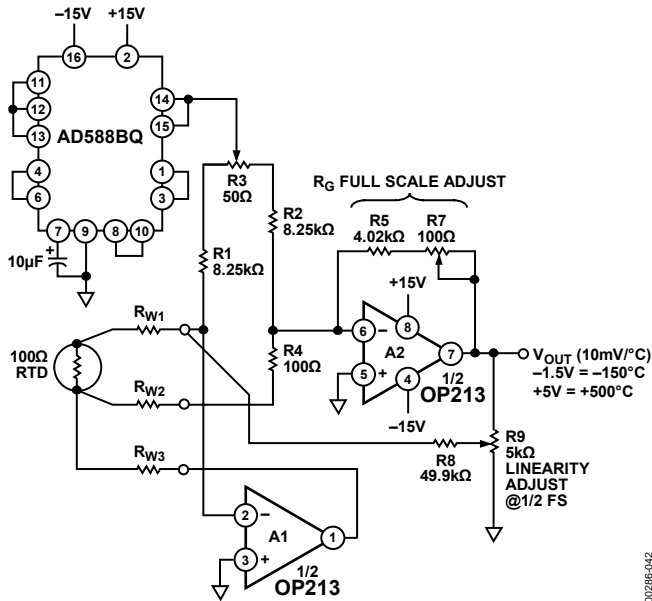 –15V +15V
16 2
11
12
13
14
15
AD588BQ
4
6
1
3
7 9 8 10
+
10µF
R3
50Ω
R2
8.25kΩ
R1
8.25kΩ
RG FULL SCALE ADJUST
R5
4.02kΩ
R7
100Ω
+15V
6 – 8
A2 7
5 + 4
1/2
OP213
–15V
VOUT (10mV/°C)
–1.5V = –150°C
+5V = +500°C
R4
100Ω
RW1
100Ω
RTD
RW2
RW3
R8
49.9kΩ
R9
5kΩ
LINEARITY
ADJUST
@1/2 FS
2 –
A1 1
3 +
1/2
OP213
00286-042